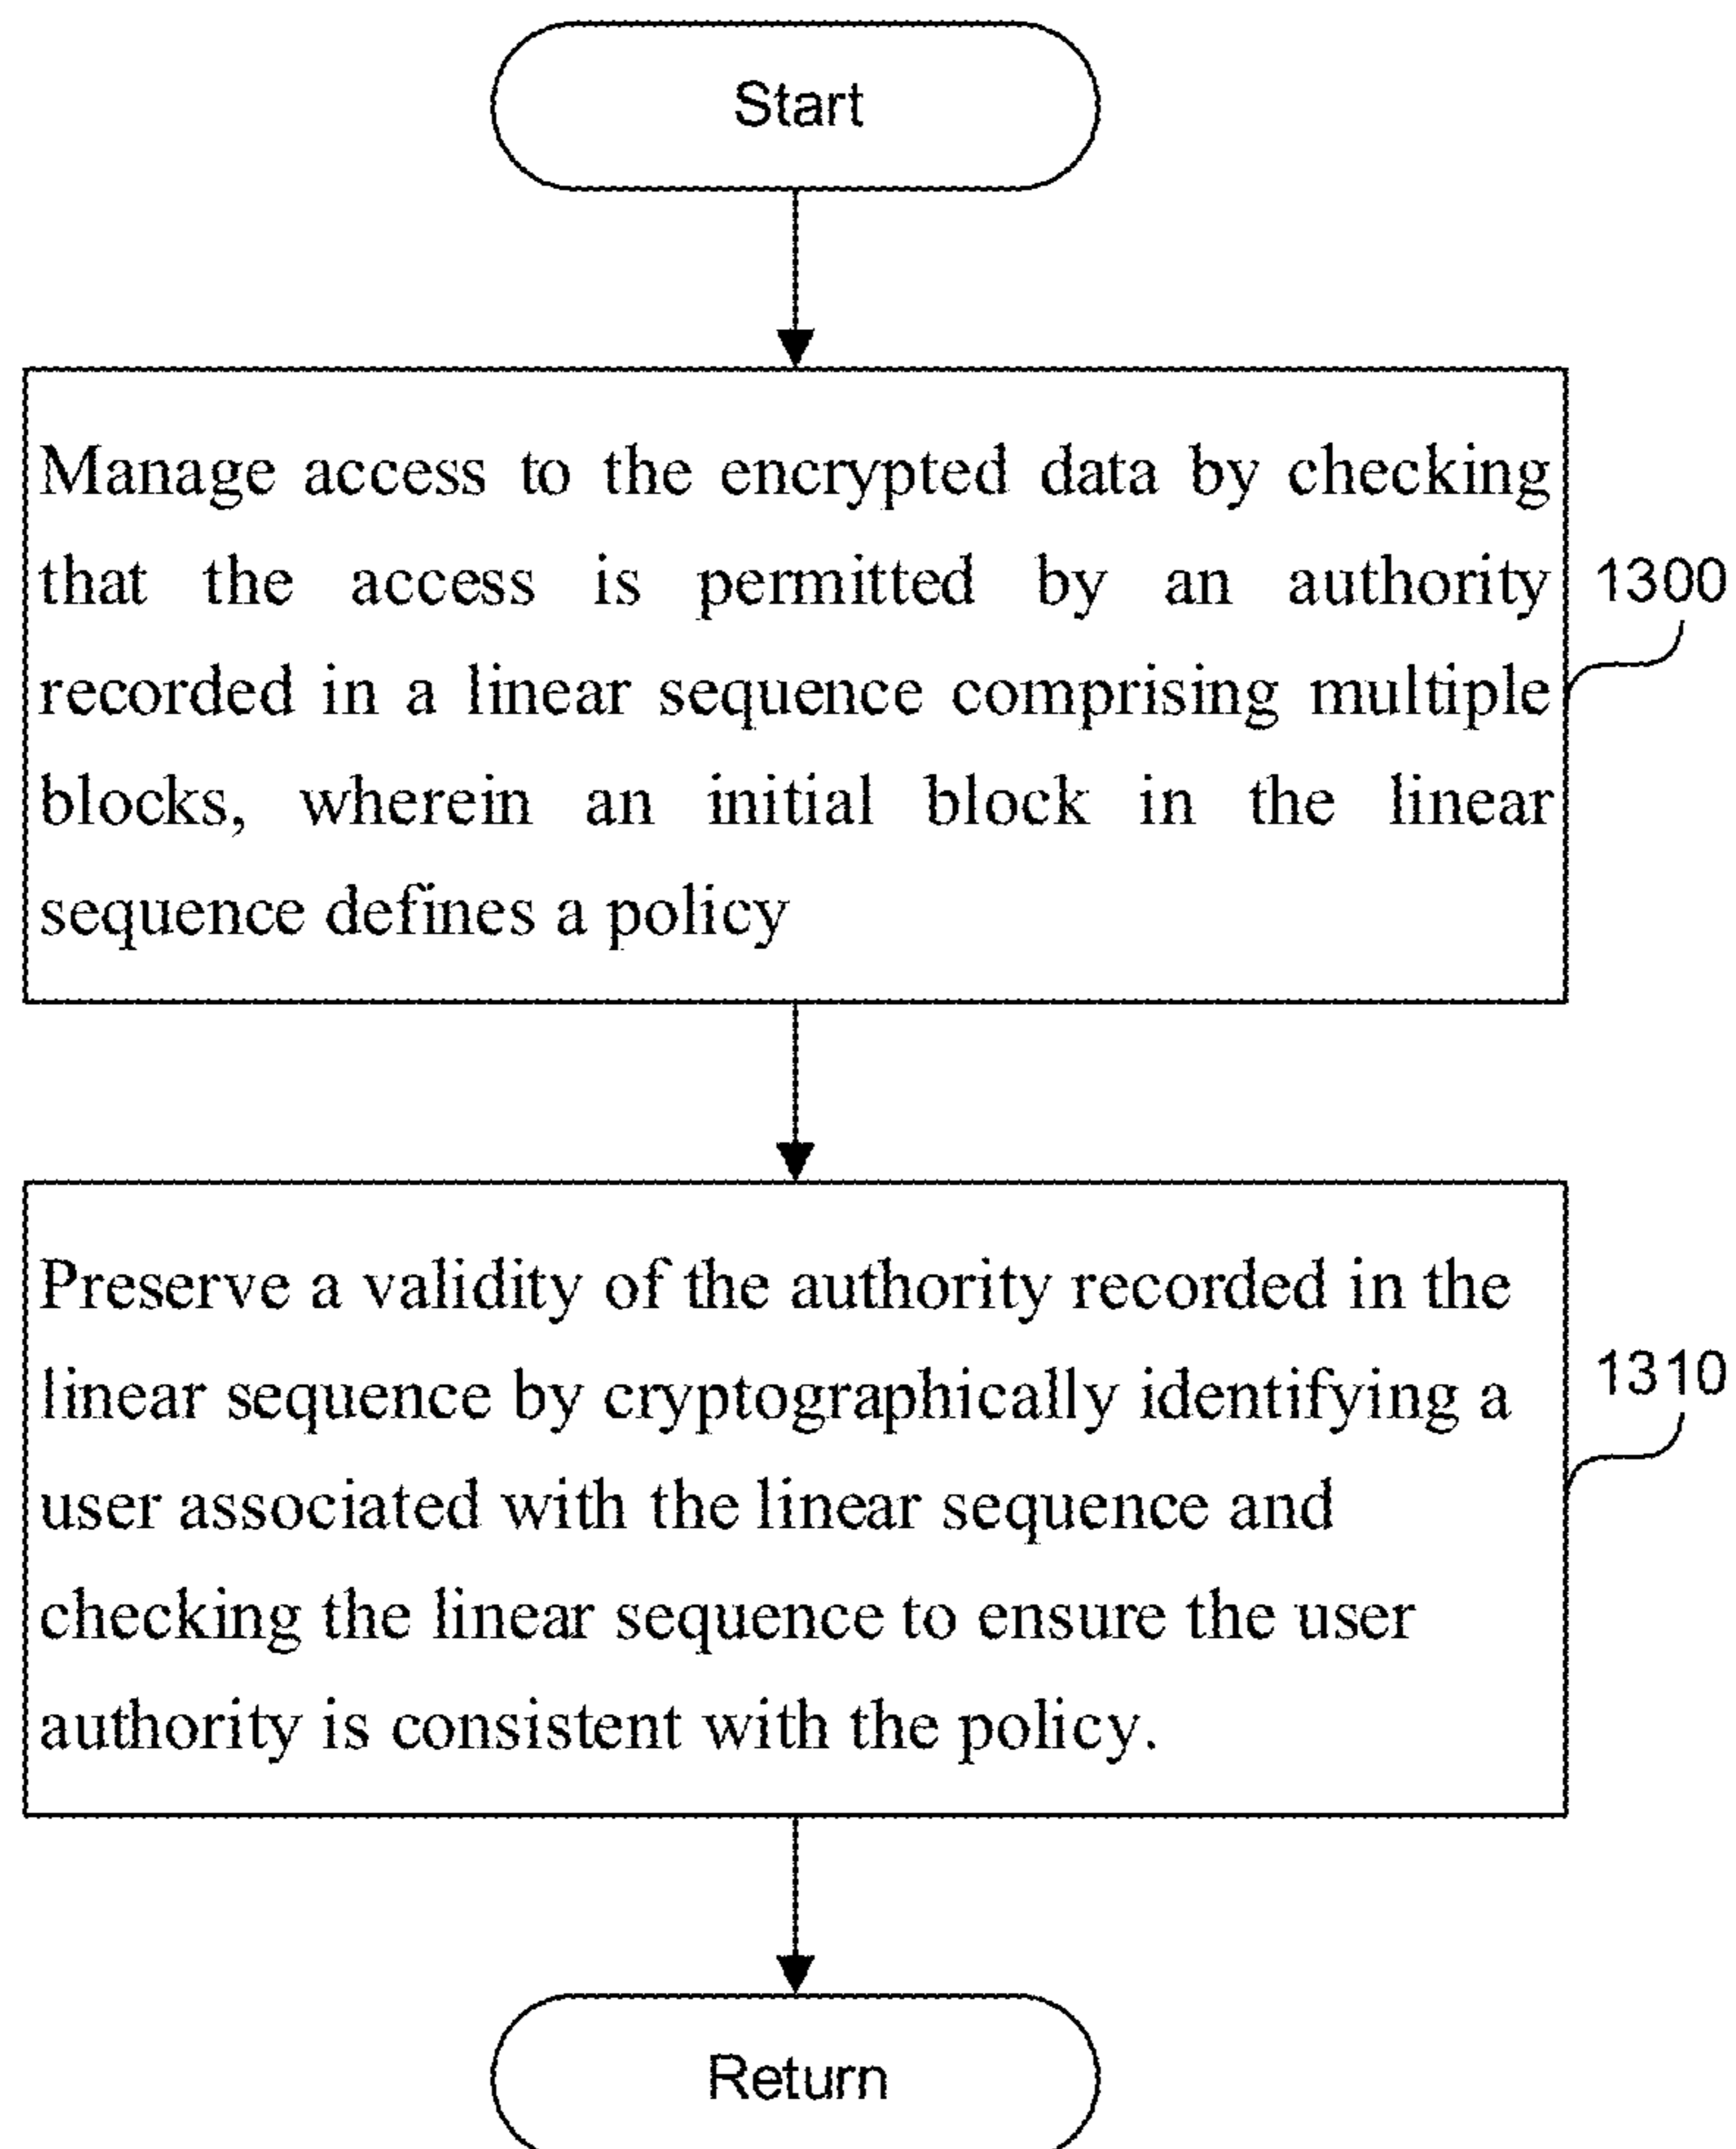 Start
Manage access to the encrypted data by checking
that the access is permitted by an authority
recorded in a linear sequence comprising multiple
blocks, wherein an initial block in the linear
sequence defines a policy
1300
Preserve a validity of the authority recorded in the
linear sequence by cryptographically identifying a
user associated with the linear sequence and
checking the linear sequence to ensure the user
authority is consistent with the policy.
1310
Return